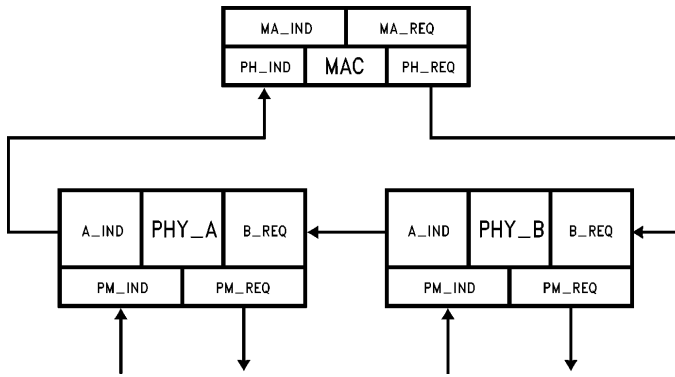 MA_IND MA_REQ
PH_IND MAC PH_REQ
A_IND PHY_A B_REQ A_IND PHY_B B_REQ
PM_IND PM_REQ PM_IND PM_REQ